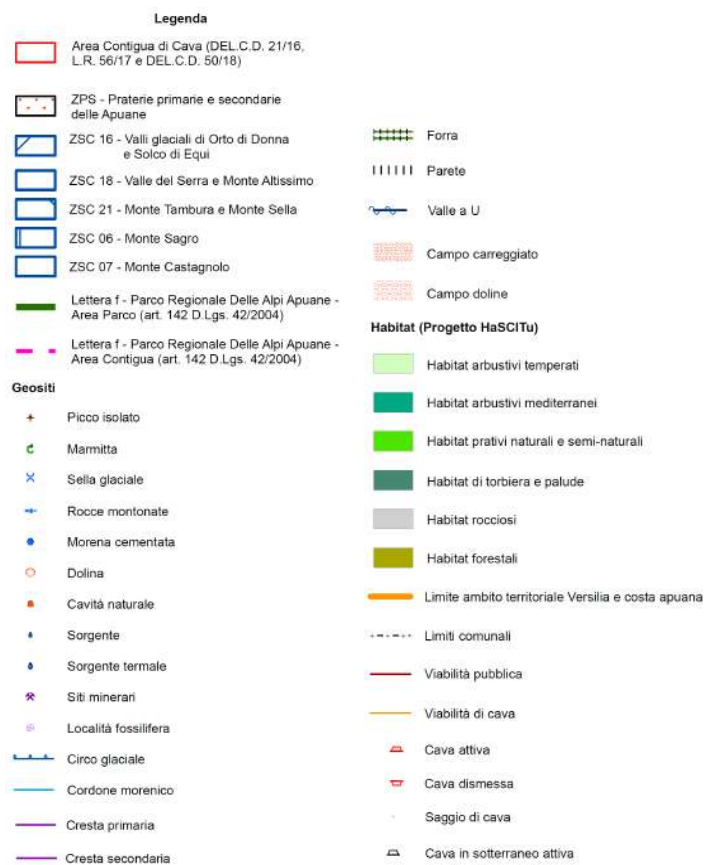 Legenda
Area Contigua di Cava (DEL.C.D. 21/16,
L.R. 56/17 e DEL.C.D. 50/18)
ZPS - Praterie primarie e secondarie
delle Apuane
ZSC 16 - Valli glaciali di Orto di Donna
e Solco di Equi
ZSC 18 - Valle del Serra e Monte Altissimo
ZSC 21 - Monte Tambura e Monte Sella
ZSC 06 - Monte Sagro
ZSC 07 - Monte Castagnolo
Lettera f - Parco Regionale Delle Alpi Apuane -
Area Parco (art. 142 D.Lgs. 42/2004)
Lettera f - Parco Regionale Delle Alpi Apuane -
Area Contigua (art. 142 D.Lgs. 42/2004)
Geositi
Picco isolato
Marmitta
Sella glaciale
Rocce montonate
Morena cementata
Dolina
Cavità naturale
Sorgente
Sorgente termale
Siti minerari
Località fossilifera
Circo glaciale
Cordone morenico
Cresta primaria
Cresta secondaria
Forra
Parete
Valle a U
Campo carreggiato
Campo doline
Habitat (Progetto HaSCITu)
Habitat arbustivi temperati
Habitat arbustivi mediterranei
Habitat prativi naturali e semi-naturali
Habitat di torbiera e palude
Habitat rocciosi
Habitat forestali
Limite ambito territoriale Versilia e costa apuana
Limiti comunali
Viabilità pubblica
Viabilità di cava
Cava attiva
Cava dismessa
Saggio di cava
Cava in sotterraneo attiva